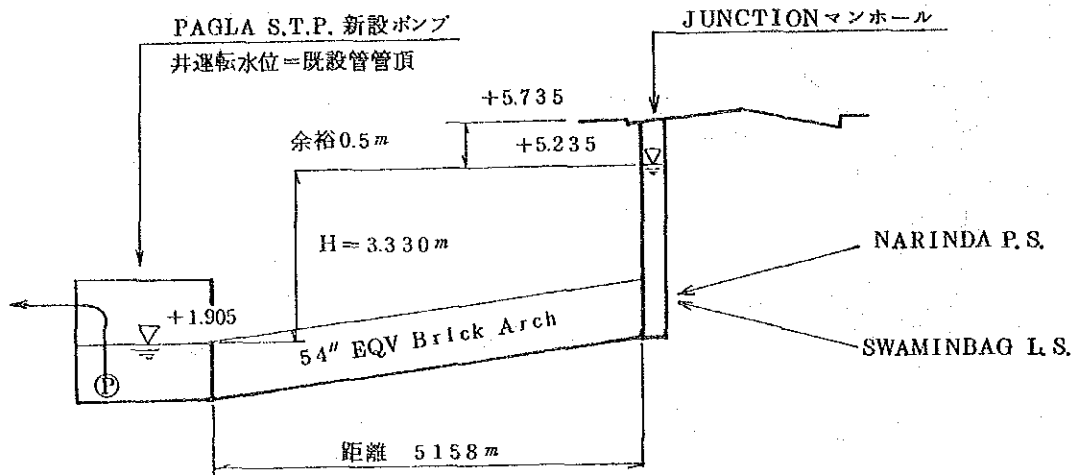 PAGLA S.T.P. 新設ポンプ
井運転水位=既設管管頂
JUNCTIONマンホール
+5.735
余裕0.5m
+5.235
H=3.330m
NARINDA P.S.
+1.905
54" EQV Brick Arch
SWAMINBAG L.S.
P
距離 5158m